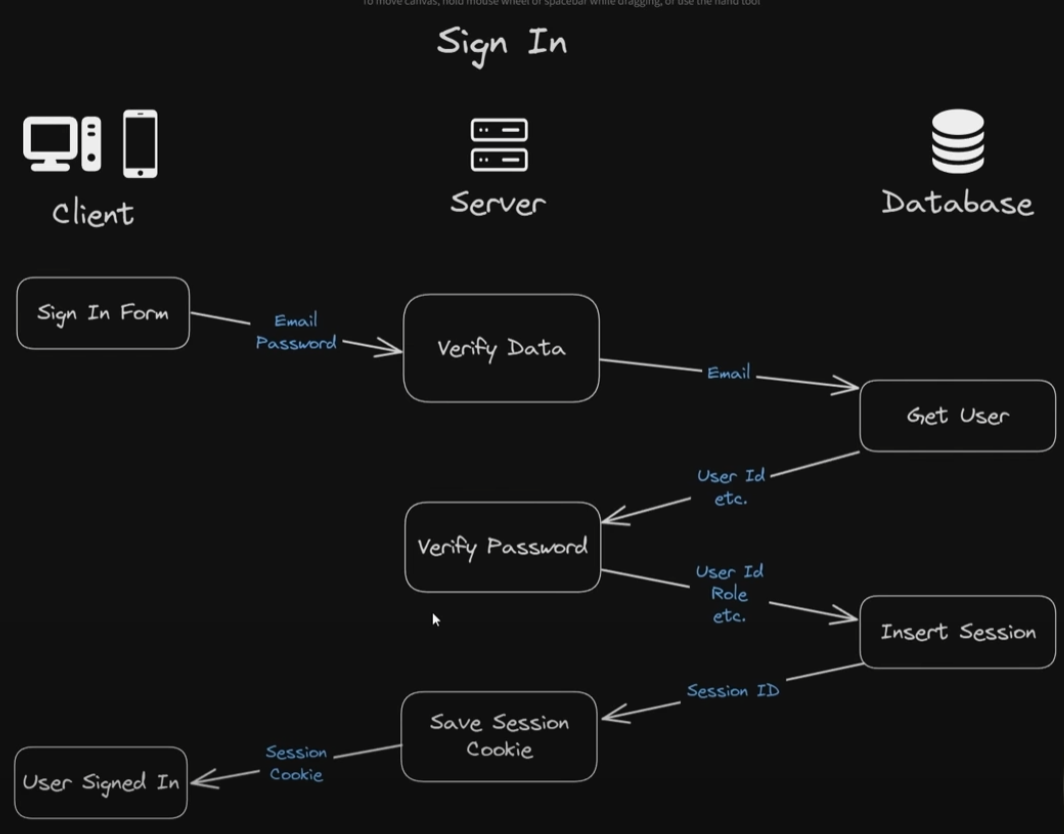 To move canvas, hold mouse wheel or spacebar while dragging, or use the hand tool
Sign In
Client
Server
Database
Sign In Form
Email
Password
Verify Data
Email
Get User
User Id
etc.
Verify Password
User Id
Role
etc.
Insert Session
Session ID
Save Session
Cookie
Session
Cookie
User Signed In